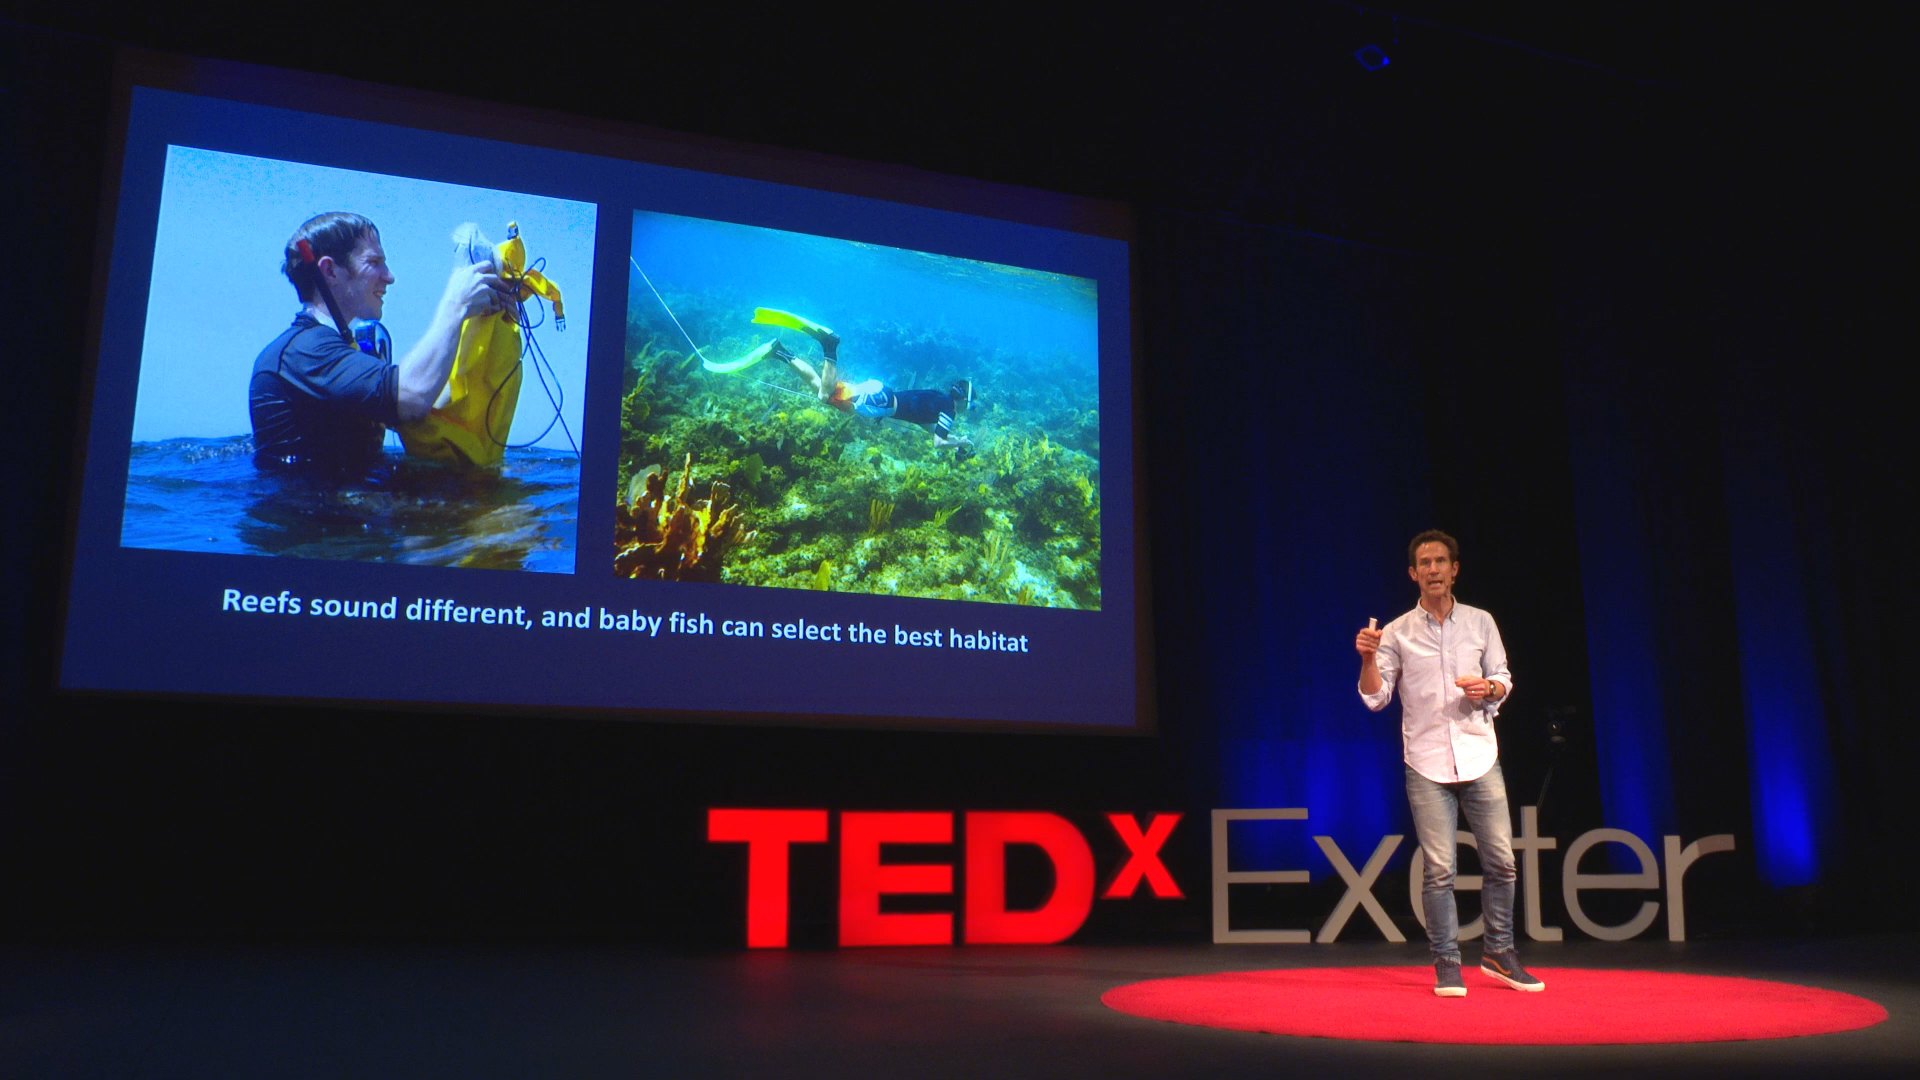 Reefs sound different, and baby fish can select the best habitat
TEDx Exeter